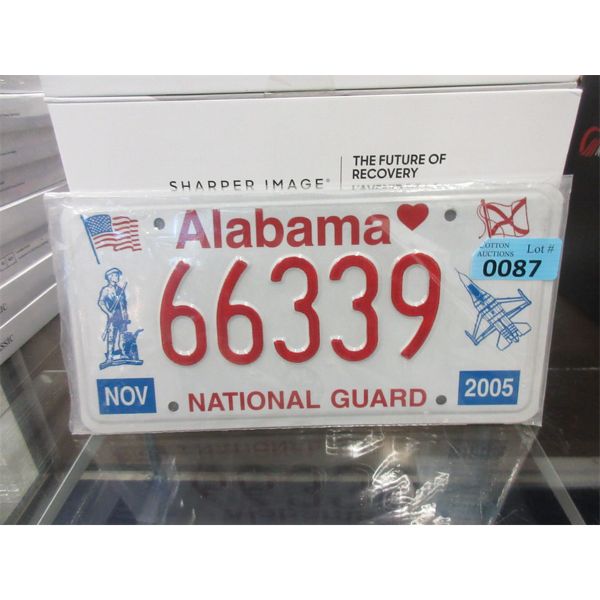 THE FUTURE OF
RECOVERY
SHARPER IMAGE®
Alabama
COTTON
AUCTIONS
Lot #
0087
66339
NOV
NATIONAL GUARD
2005